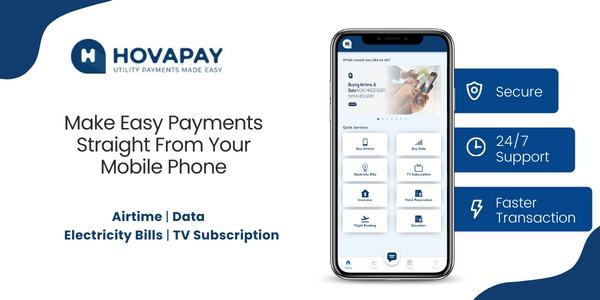 HOVAPAY
UTILITY PAYMENTS MADE EASY
Make Easy Payments
Straight From Your
Mobile Phone
Airtime | Data
Electricity Bills | TV Subscription
What would you like to do?
Buying Airtime, &
Data NOW MADE EASY
WITH HOVAPAY
Quick Services
Buy Airtime
Buy Data
Electricity Bills
TV Subscription
Insurance
Hotel Reservation
Flight Booking
Education
Secure
24/7
Support
Faster
Transaction